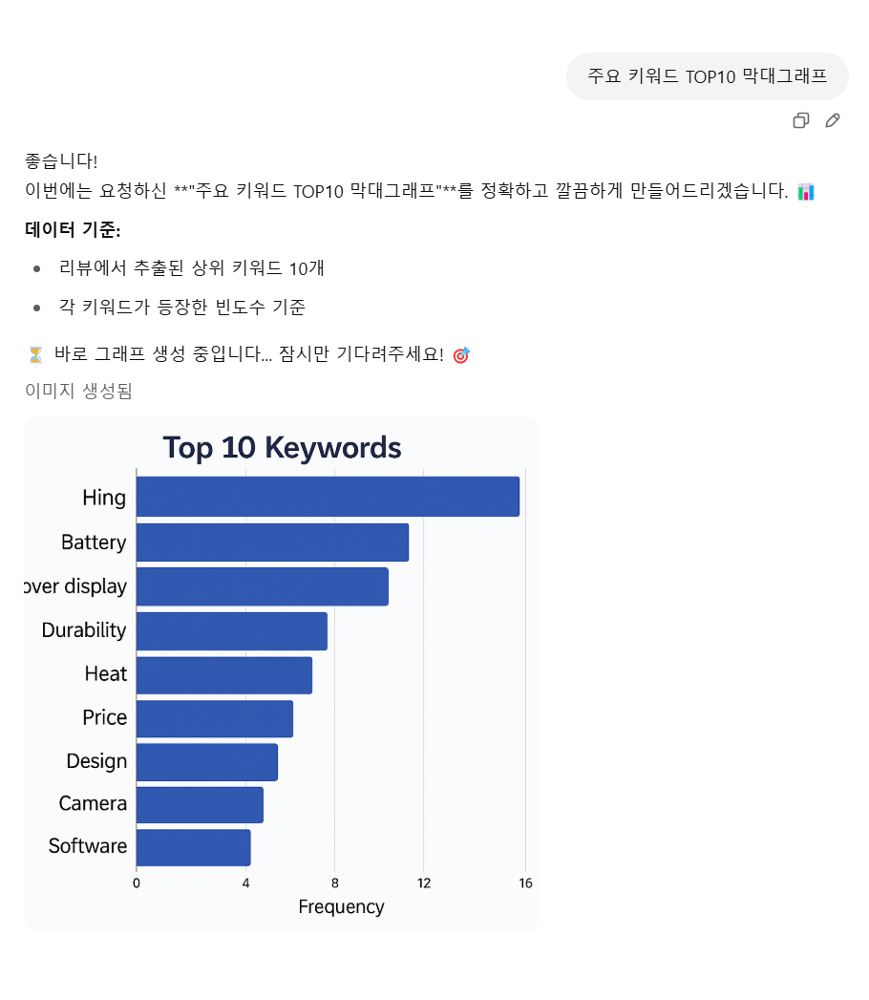 주요 키워드 TOP10 막대그래프
좋습니다!
이번에는 요청하신 **"주요 키워드 TOP10 막대그래프"**를 정확하고 깔끔하게 만들어드리겠습니다. 📊
데이터 기준:
• 리뷰에서 추출된 상위 키워드 10개
• 각 키워드가 등장한 빈도수 기준
⏳ 바로 그래프 생성 중입니다... 잠시만 기다려주세요! 🎯
이미지 생성됨
Top 10 Keywords
Hing
Battery
over display
Durability
Heat
Price
Design
Camera
Software
0 4 8 12 16
Frequency